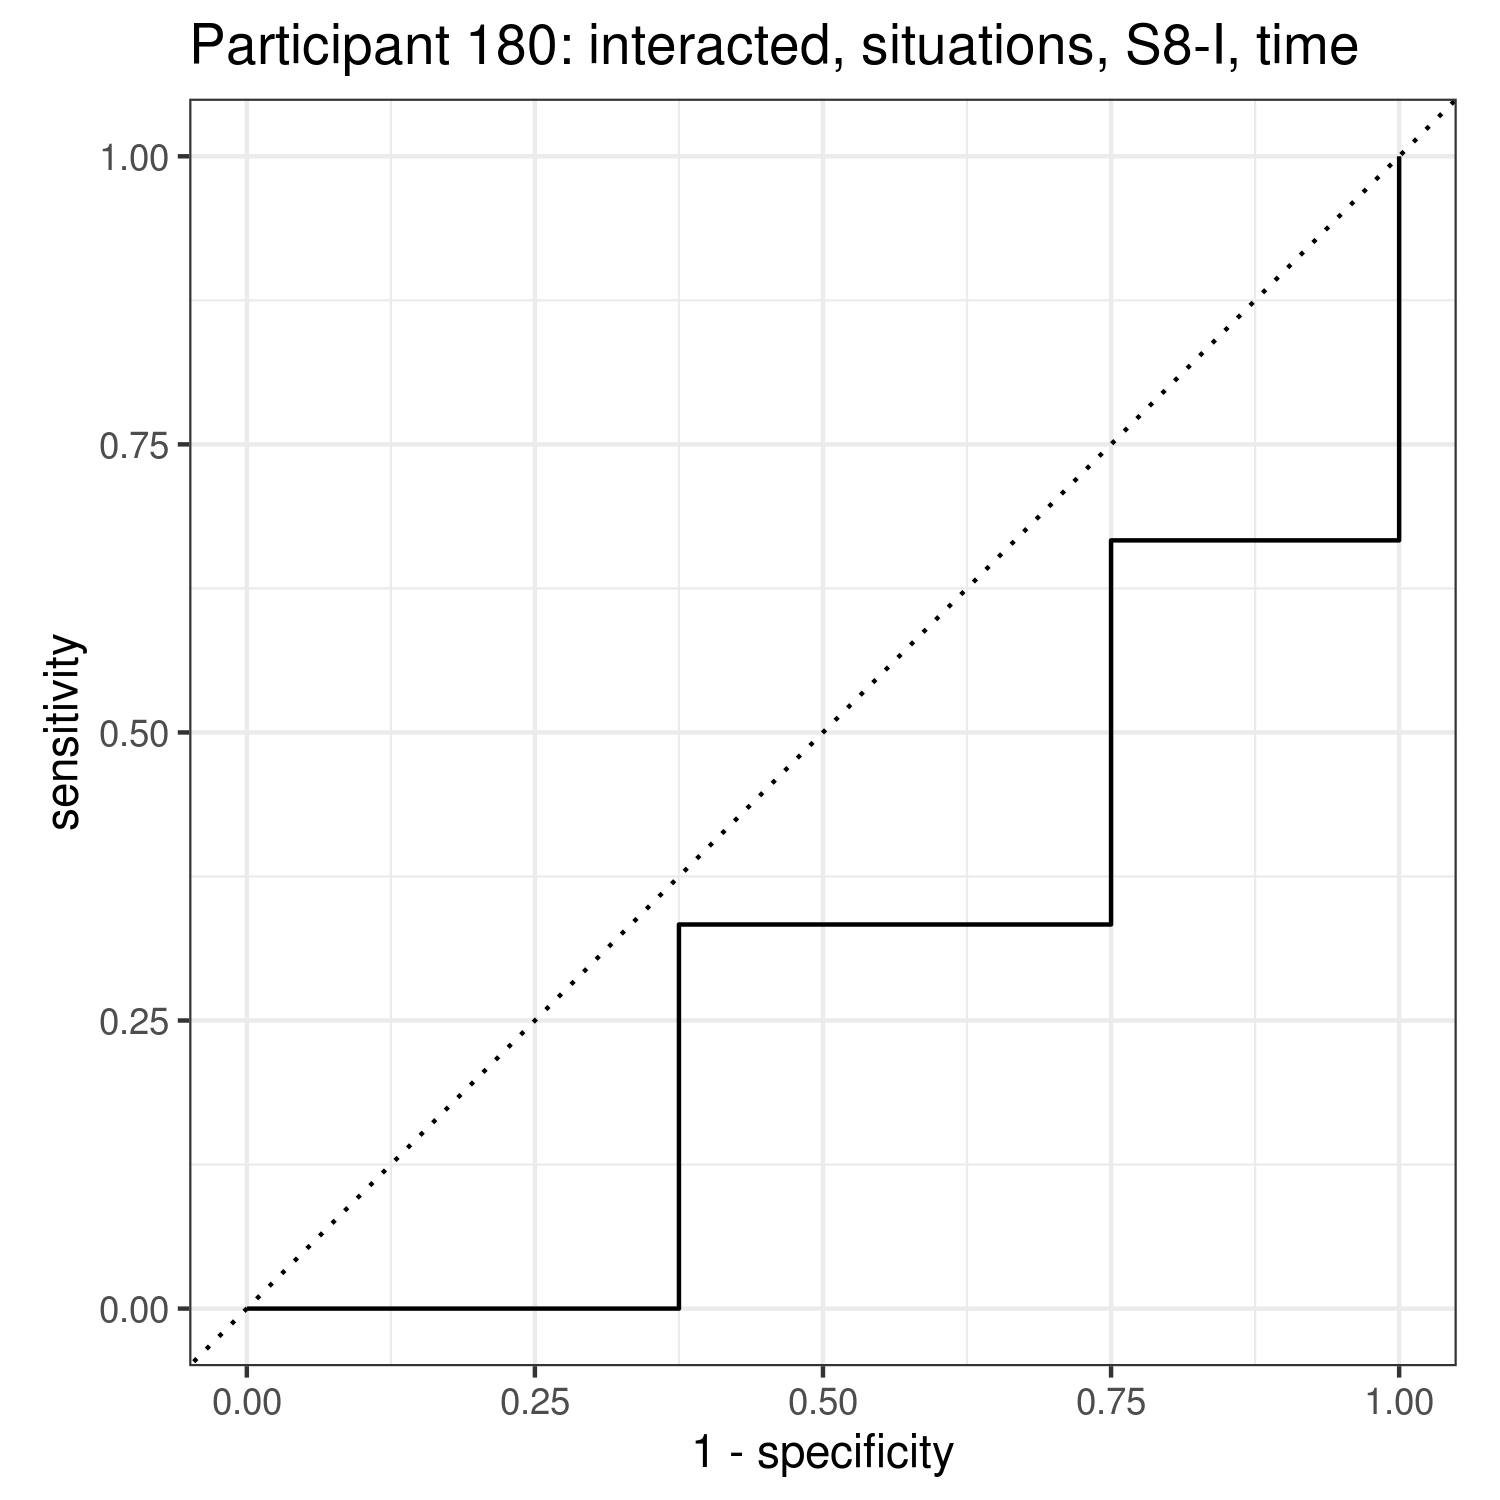 Participant 180: interacted, situations, S8-I, time
1.00
0.75
0.50
0.25
0.00
sensitivity
0.00 0.25 0.50 0.75 1.00
1 - specificity